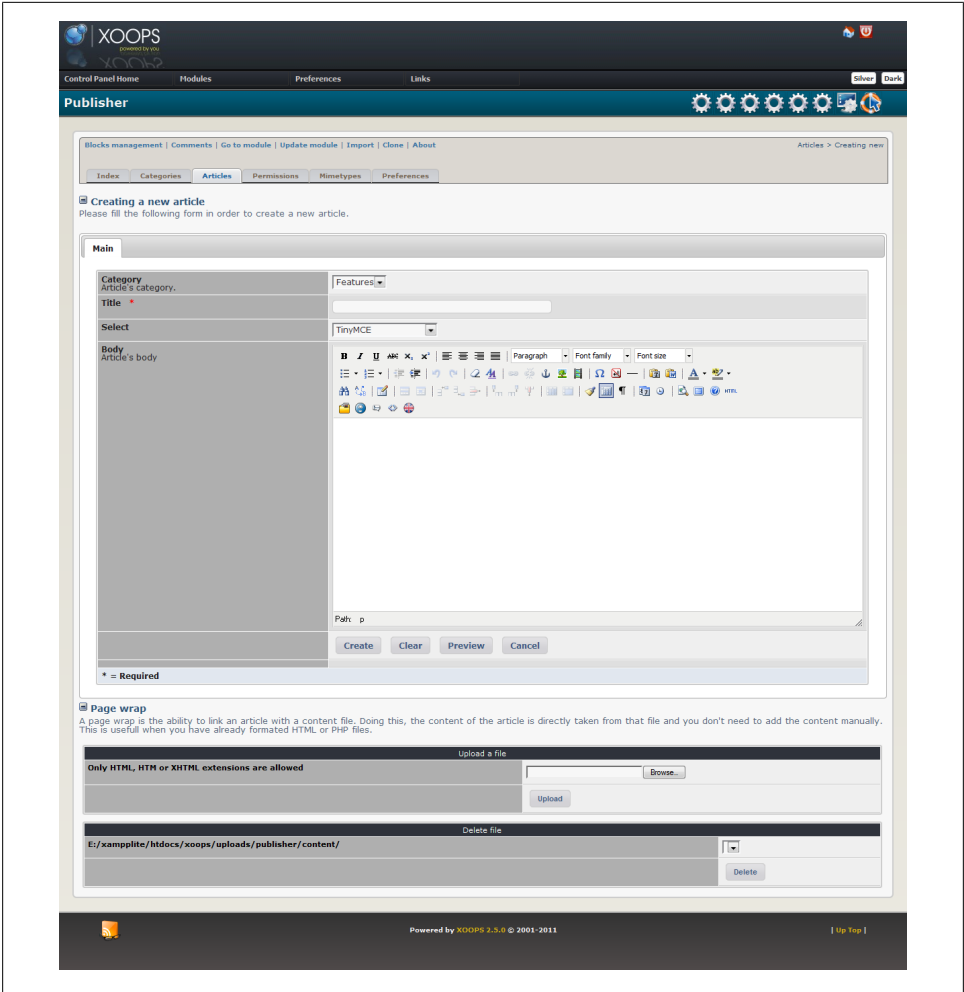 XOOPS
powered by you
Control Panel Home Modules Preferences Links Silver Dark
Publisher
Blocks management | Comments | Go to module | Update module | Import | Clone | About Articles > Creating new
Index Categories Articles Permissions Mimetypes Preferences
Creating a new article
Please fill the following form in order to create a new article.
Main
Category
Article's category.
Features
Title *
Select
TinyMCE
Body
Article's body
B I U ABC X, x² Paragraph Font family Font size
HTML
Path: p
Create Clear Preview Cancel
* = Required
Page wrap
A page wrap is the ability to link an article with a content file. Doing this, the content of the article is directly taken from that file and you don't need to add the content manually.
This is usefull when you have already formated HTML or PHP files.
Upload a file
Only HTML, HTM or XHTML extensions are allowed
Browse...
Upload
Delete file
E:/xampplite/htdocs/xoops/uploads/publisher/content/
Delete
Powered by XOOPS 2.5.0 © 2001-2011 | Up Top |